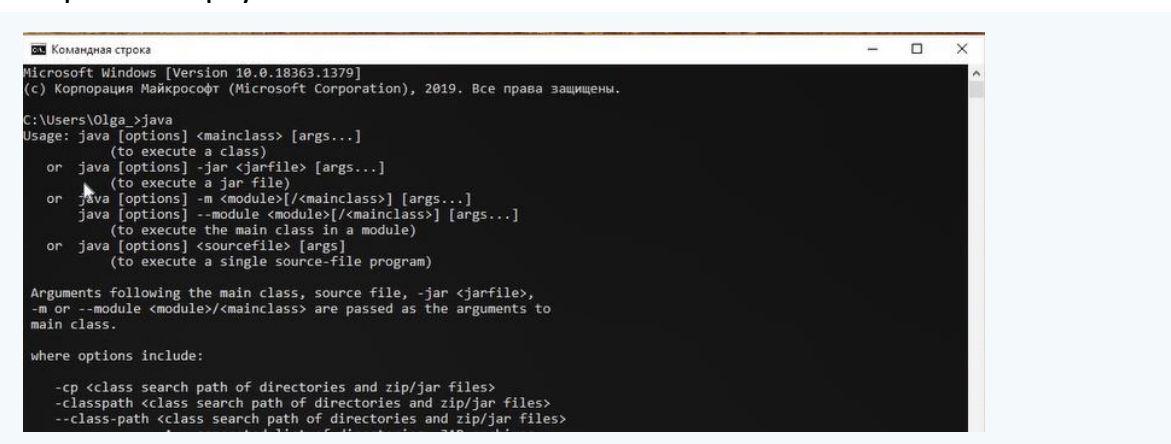 Командная строка
Microsoft Windows [Version 10.0.18363.1379]
(c) Корпорация Майкрософт (Microsoft Corporation), 2019. Все права защищены.
C:\Users\Olga_>java
Usage: java [options] <mainclass> [args...]
(to execute a class)
or java [options] -jar <jarfile> [args...]
(to execute a jar file)
or java [options] -m <module>[/<mainclass>] [args...]
java [options] --module <module>[/<mainclass>] [args...]
(to execute the main class in a module)
or java [options] <sourcefile> [args]
(to execute a single source-file program)
Arguments following the main class, source file, -jar <jarfile>,
-m or --module <module>/<mainclass> are passed as the arguments to
main class.
where options include:
-cp <class search path of directories and zip/jar files>
-classpath <class search path of directories and zip/jar files>
--class-path <class search path of directories and zip/jar files>